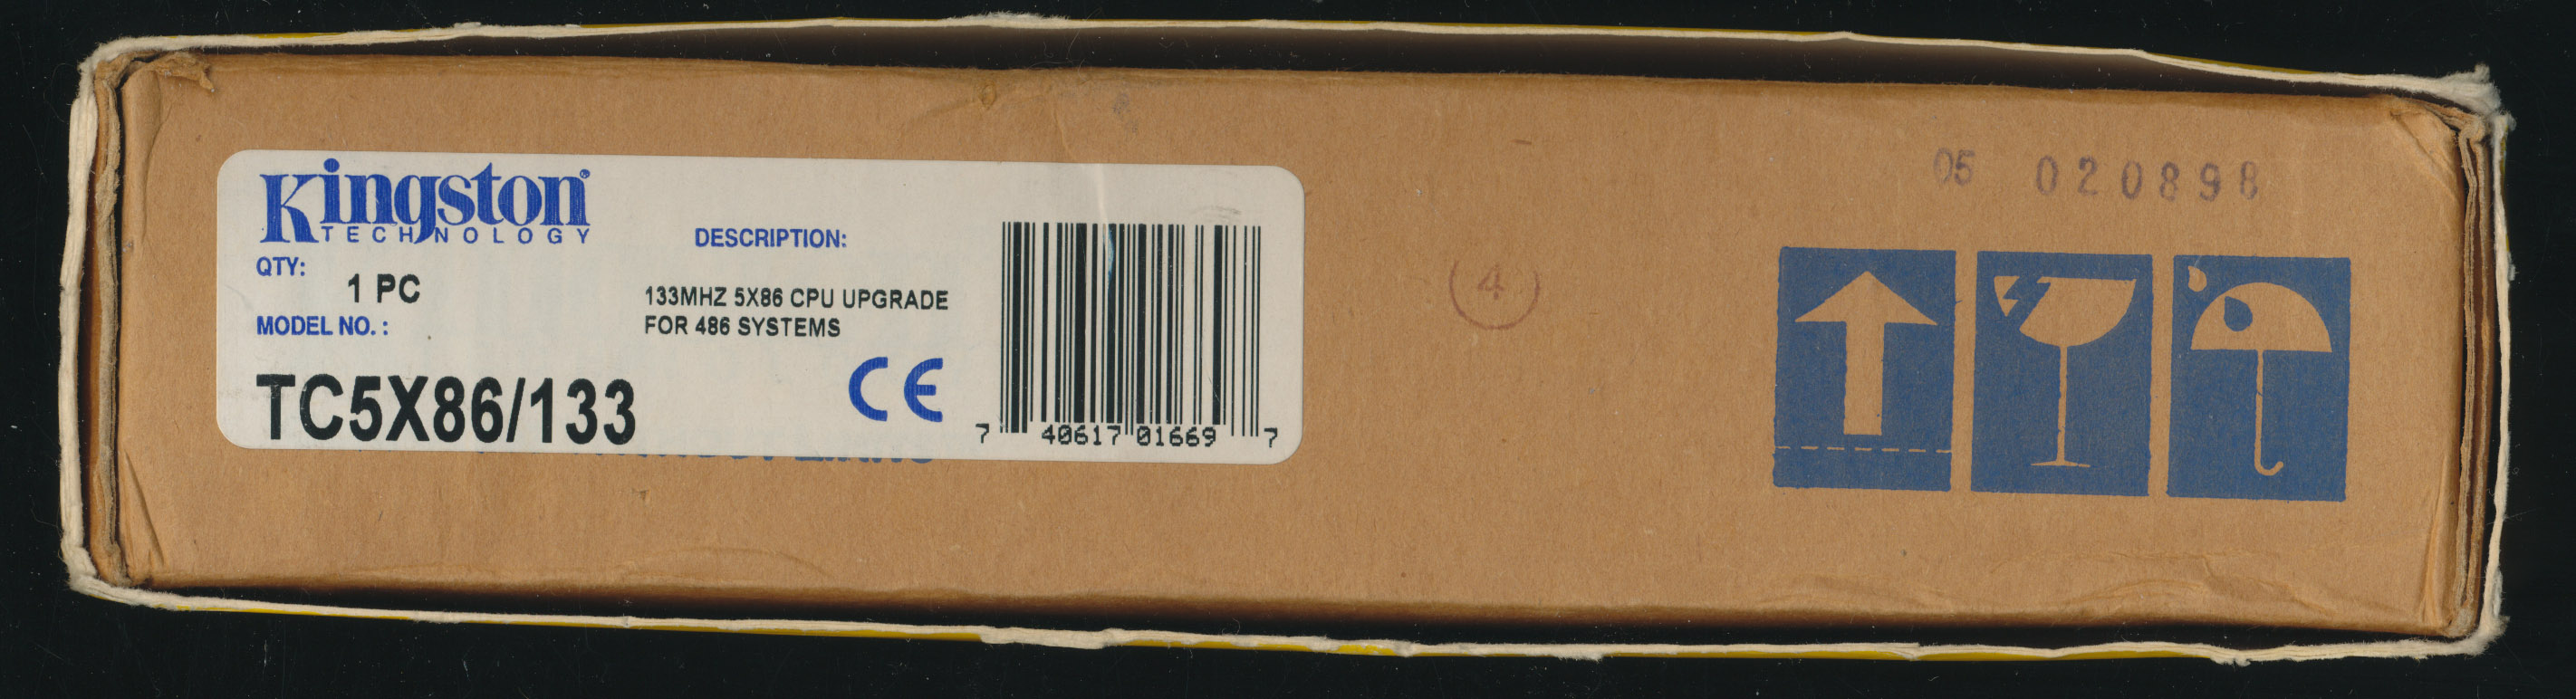 Kingston
TECHNOLOGY
QTY:
1 PC
MODEL NO. :
TC5X86/133
DESCRIPTION:
133MHZ 5X86 CPU UPGRADE
FOR 486 SYSTEMS
CE
7 40617 01669 7
05 020898
4